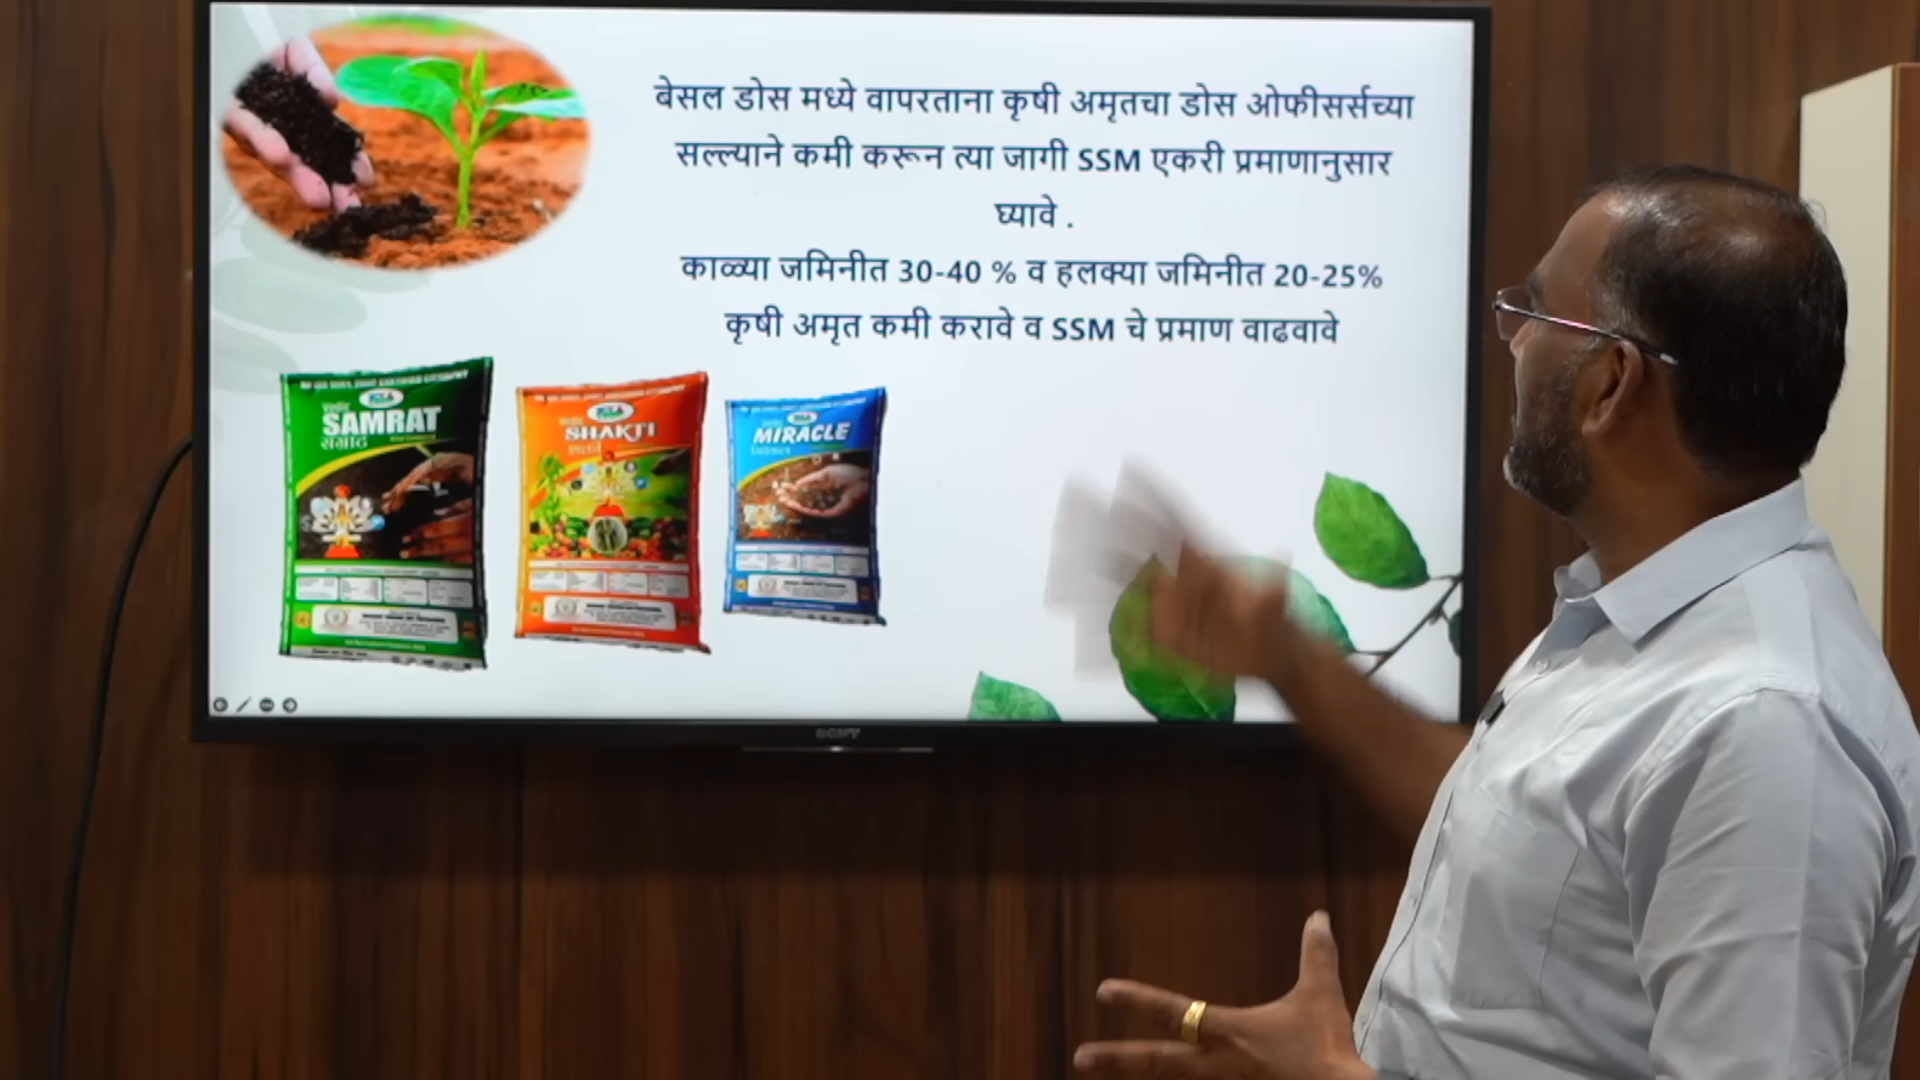 बेसल डोस मध्ये वापरताना कृषी अमृतचा डोस ओफीसर्सच्या
सल्ल्याने कमी करून त्या जागी SSM एकरी प्रमाणानुसार
घ्यावे .
काळ्या जमिनीत 30-40 % व हलक्या जमिनीत 20-25%
कृषी अमृत कमी करावे व SSM चे प्रमाण वाढवावे
SAMRAT
सम्राट
SHAKTI
शक्ती
MIRACLE
SONY